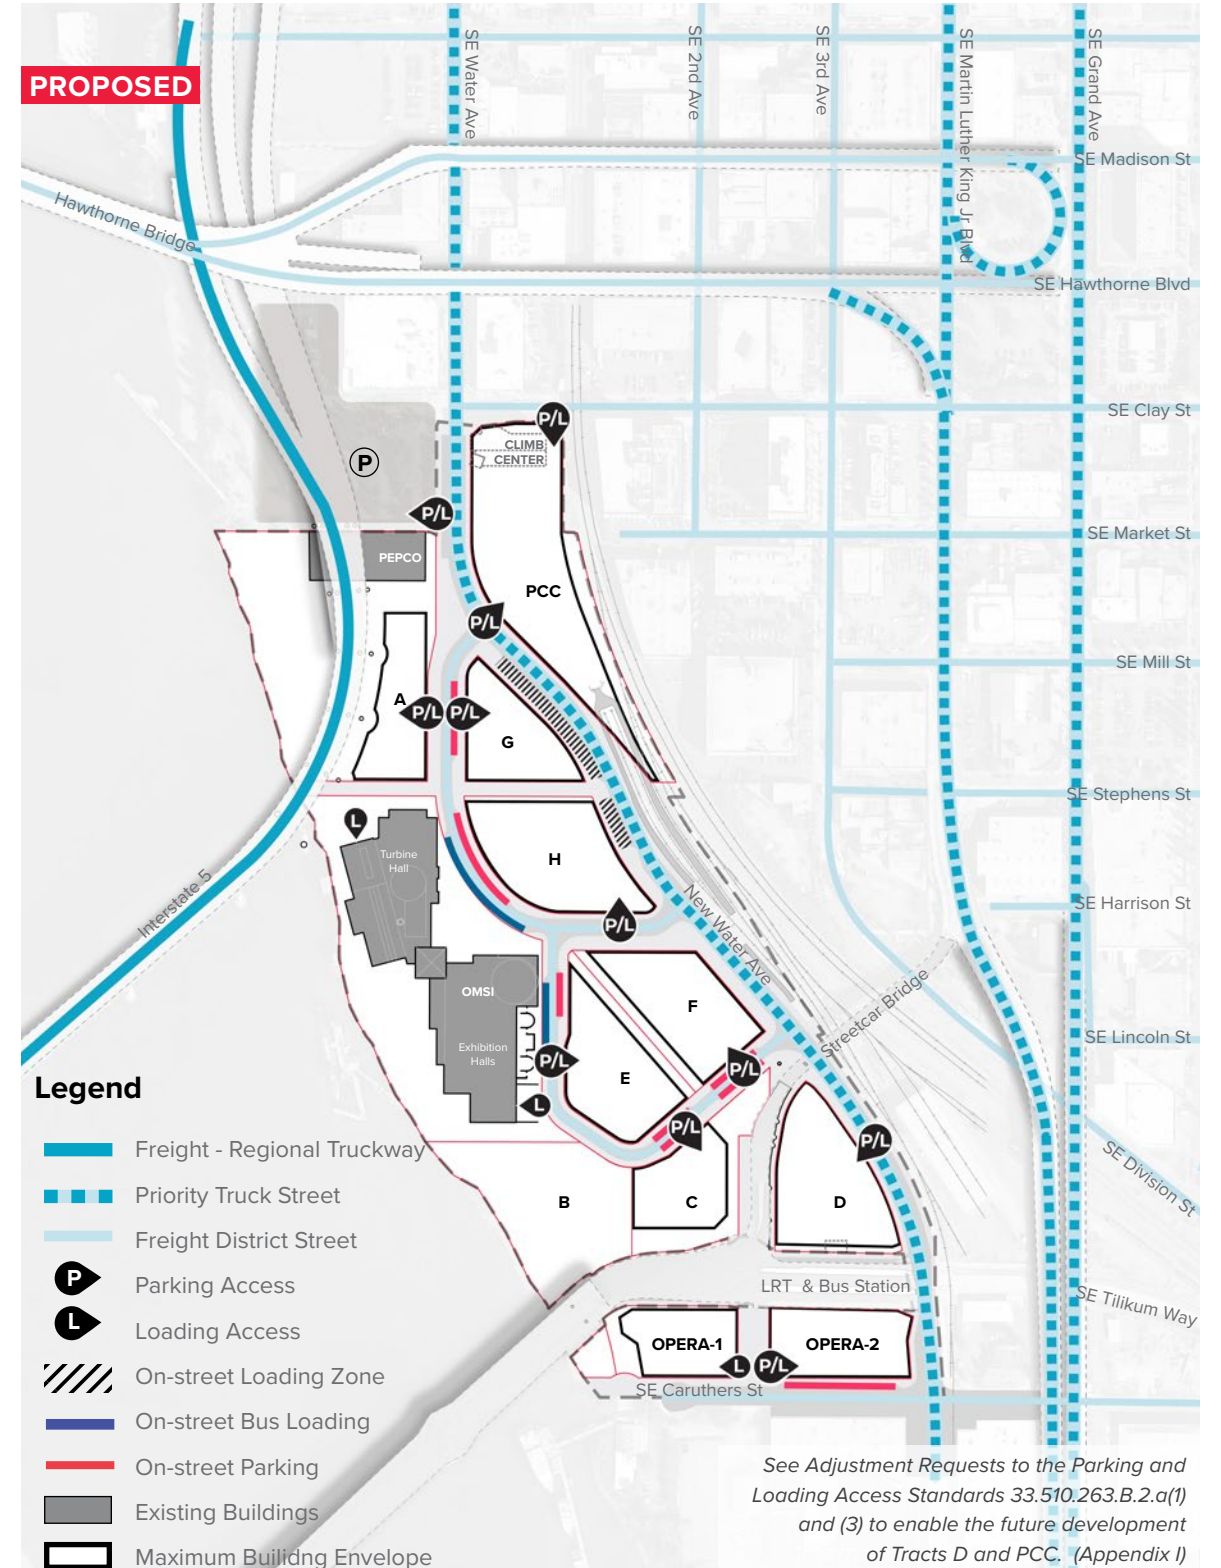 PROPOSED
SE Water Ave
SE 2nd Ave
SE 3rd Ave
SE Martin Luther King Jr Blvd
SE Grand Ave
SE Madison St
Hawthorne Bridge
SE Hawthorne Blvd
SE Clay St
P/L
CLIMB
CENTER
P
P/L
SE Market St
PEPCO
PCC
P/L
SE Mill St
A
P/L
P/L
G
SE Stephens St
L
Turbine
Hall
H
Interstate 5
New Water Ave
SE Harrison St
P/L
OMSI
F
Streetcar Bridge
SE Lincoln St
Exhibition
Halls
P/L
E
P/L
L
P/L
P/L
SE Division St
B
C
D
LRT & Bus Station
SE Tilikum Way
OPERA-1
OPERA-2
L
P/L
SE Caruthers St
Legend
Freight - Regional Truckway
Priority Truck Street
Freight District Street
P
Parking Access
L
Loading Access
On-street Loading Zone
On-street Bus Loading
On-street Parking
Existing Buildings
Maximum Builidng Envelope
See Adjustment Requests to the Parking and
Loading Access Standards 33.510.263.B.2.a(1)
and (3) to enable the future development
of Tracts D and PCC. (Appendix I)